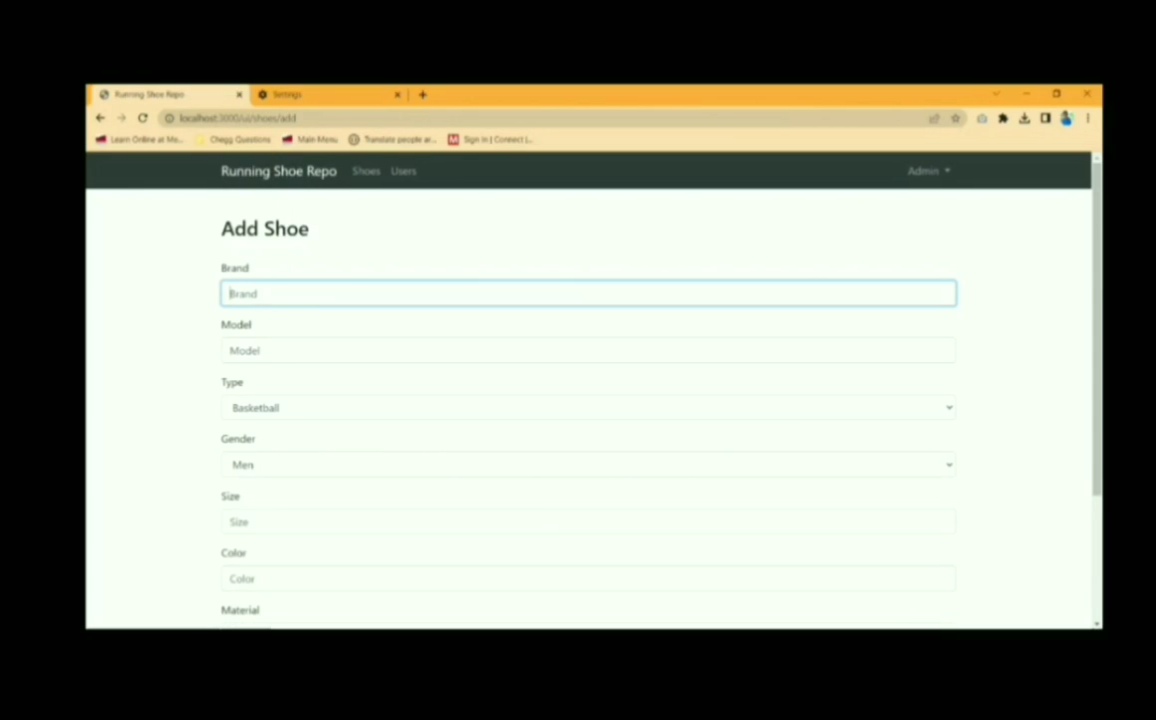 Running Shoe Repo
Settings
localhost:3000/ui/shoes/add
Learn Online at Mo...
Chegg Questions
Main Menu
Translate people ar...
Sign In | Connect I...
Running Shoe Repo
Shoes
Users
Admin
Add Shoe
Brand
Brand
Model
Model
Type
Basketball
Gender
Men
Size
Size
Color
Color
Material